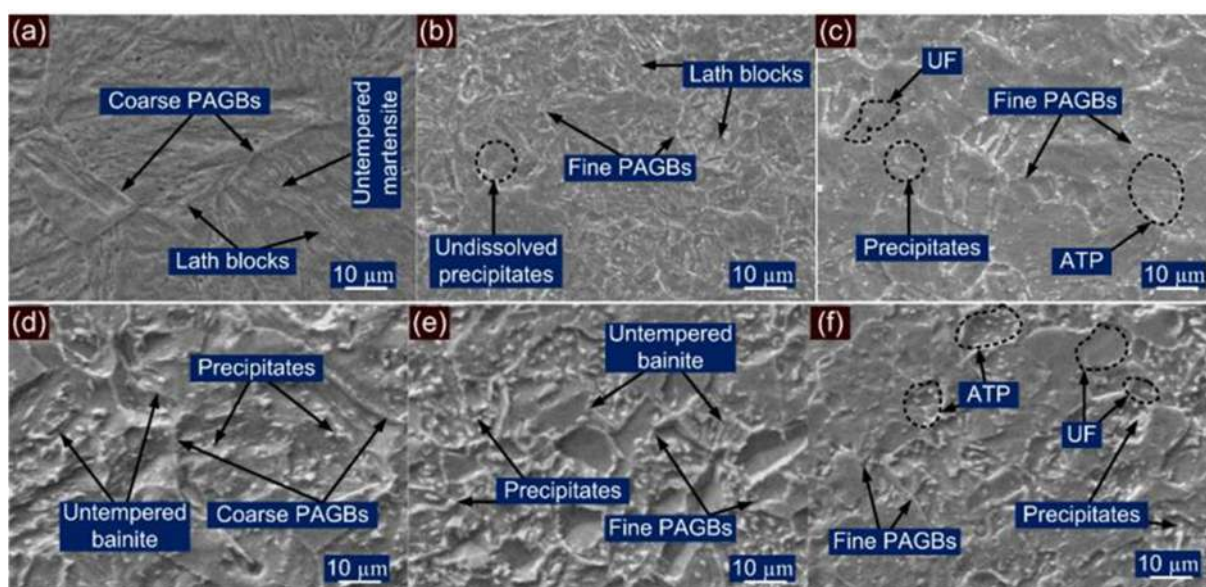 (a)
Coarse PAGBs
Untempered
martensite
Lath blocks
10 μm
(b)
Lath blocks
Fine PAGBs
Undissolved
precipitates
10 μm
(c)
UF
Fine PAGBs
Precipitates
ATP
10 μm
(d)
Precipitates
Untempered
bainite
Coarse PAGBs
10 μm
(e)
Untempered
bainite
Precipitates
Fine PAGBs
10 μm
(f)
ATP
UF
Fine PAGBs
Precipitates
10 μm